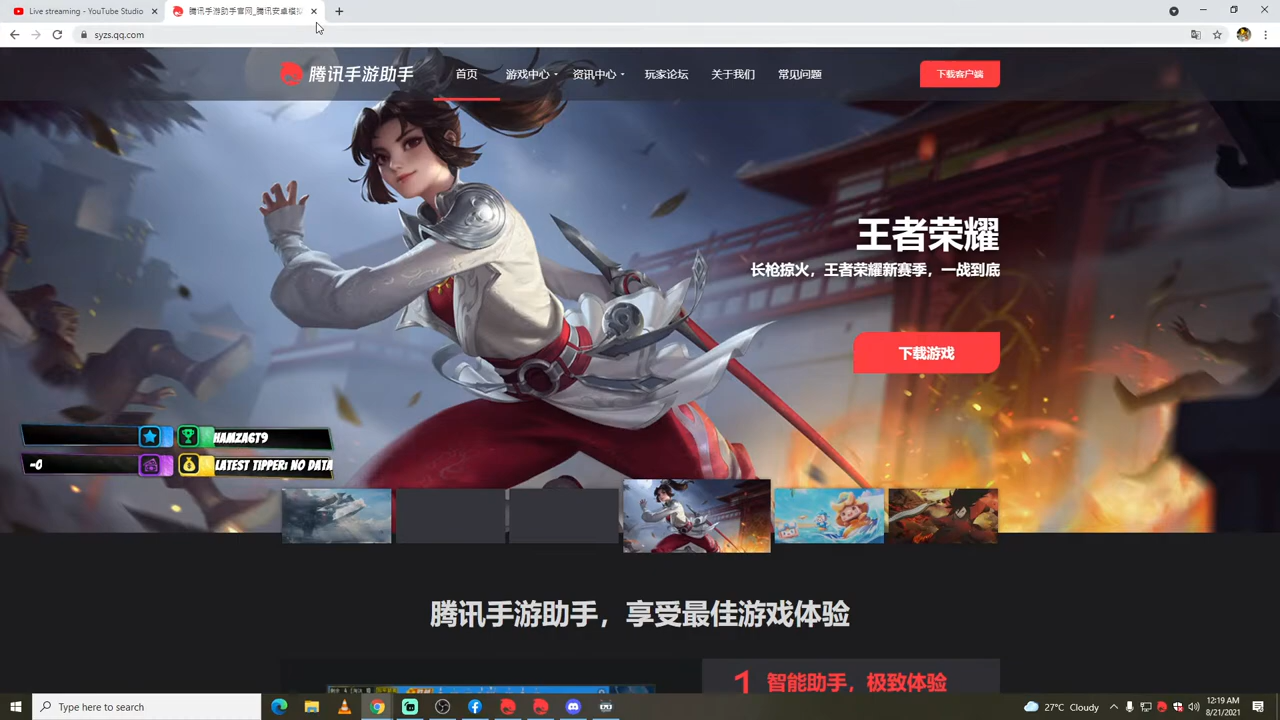 Live streaming - YouTube Studio
腾讯手游助手官网_腾讯安卓模拟
syzs.qq.com
腾讯手游助手
首页
游戏中心
资讯中心
玩家论坛
关于我们
常见问题
下载客户端
王者荣耀
长枪撩火，王者荣耀新赛季，一战到底
下载游戏
HAMZA6T9
-0
LATEST TIPPER: NO DATA
腾讯手游助手，享受最佳游戏体验
1 智能助手，极致体验
Type here to search
27°C Cloudy
12:19 AM
8/21/2021